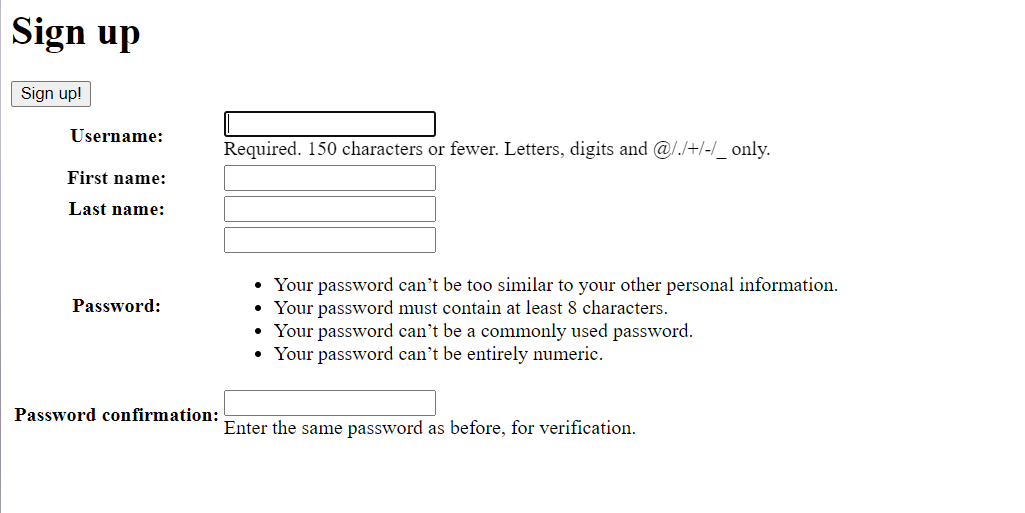 Sign up
Sign up!
Username:
Required. 150 characters or fewer. Letters, digits and @/./+/-/_ only.
First name:
Last name:
Password:
Your password can’t be too similar to your other personal information.
Your password must contain at least 8 characters.
Your password can’t be a commonly used password.
Your password can’t be entirely numeric.
Password confirmation:
Enter the same password as before, for verification.